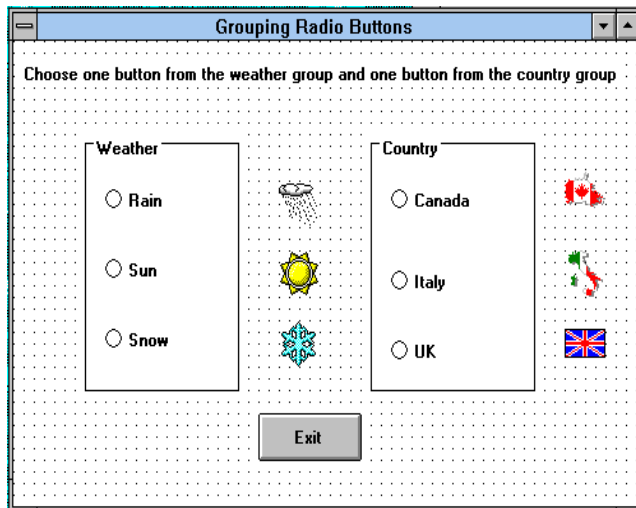 Grouping Radio Buttons
Choose one button from the weather group and one button from the country group
Weather
Rain
Sun
Snow
Country
Canada
Italy
UK
Exit